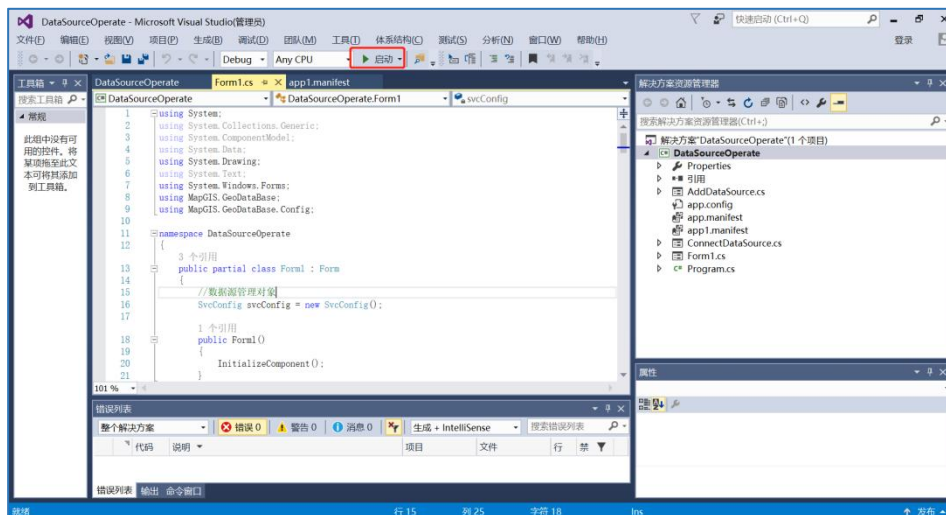 DataSourceOperate - Microsoft Visual Studio(管理员)
快速启动 (Ctrl+Q)
文件(F) 编辑(E) 视图(V) 项目(P) 生成(B) 调试(D) 团队(M) 工具(T) 体系结构(C) 测试(S) 分析(N) 窗口(W) 帮助(H)
登录
Debug Any CPU 启动
工具箱
搜索工具箱
常规
此组中没有可
用的控件。将
某项拖至此文
本可将其添加
到工具箱。
DataSourceOperate Form1.cs app1.manifest
DataSourceOperate DataSourceOperate.Form1 svcConfig
1 using System;
2 using System.Collections.Generic;
3 using System.ComponentModel;
4 using System.Data;
5 using System.Drawing;
6 using System.Text;
7 using System.Windows.Forms;
8 using MapGIS.GeoDataBase;
9 using MapGIS.GeoDataBase.Config;
10
11 namespace DataSourceOperate
12 {
3 个引用
13 public partial class Form1 : Form
14 {
15 //数据源管理对象
16 SvcConfig svcConfig = new SvcConfig();
17
1 个引用
18 public Form1()
19 {
20 InitializeComponent();
21 }
101 %
错误列表
整个解决方案 错误 0 警告 0 消息 0 生成 + IntelliSense 搜索错误列表
代码 说明 项目 文件 行 禁
错误列表 输出 命令窗口
解决方案资源管理器
搜索解决方案资源管理器(Ctrl+;)
解决方案"DataSourceOperate"(1 个项目)
DataSourceOperate
Properties
引用
AddDataSource.cs
app.config
app.manifest
app1.manifest
ConnectDataSource.cs
Form1.cs
Program.cs
属性
就绪 行 15 列 25 字符 18 Ins 发布